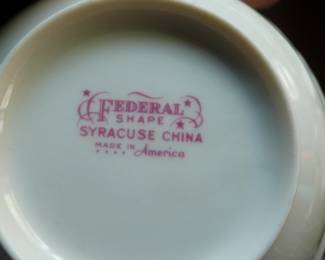 FEDERAL
SHAPE
SYRACUSE CHINA
MADE IN America